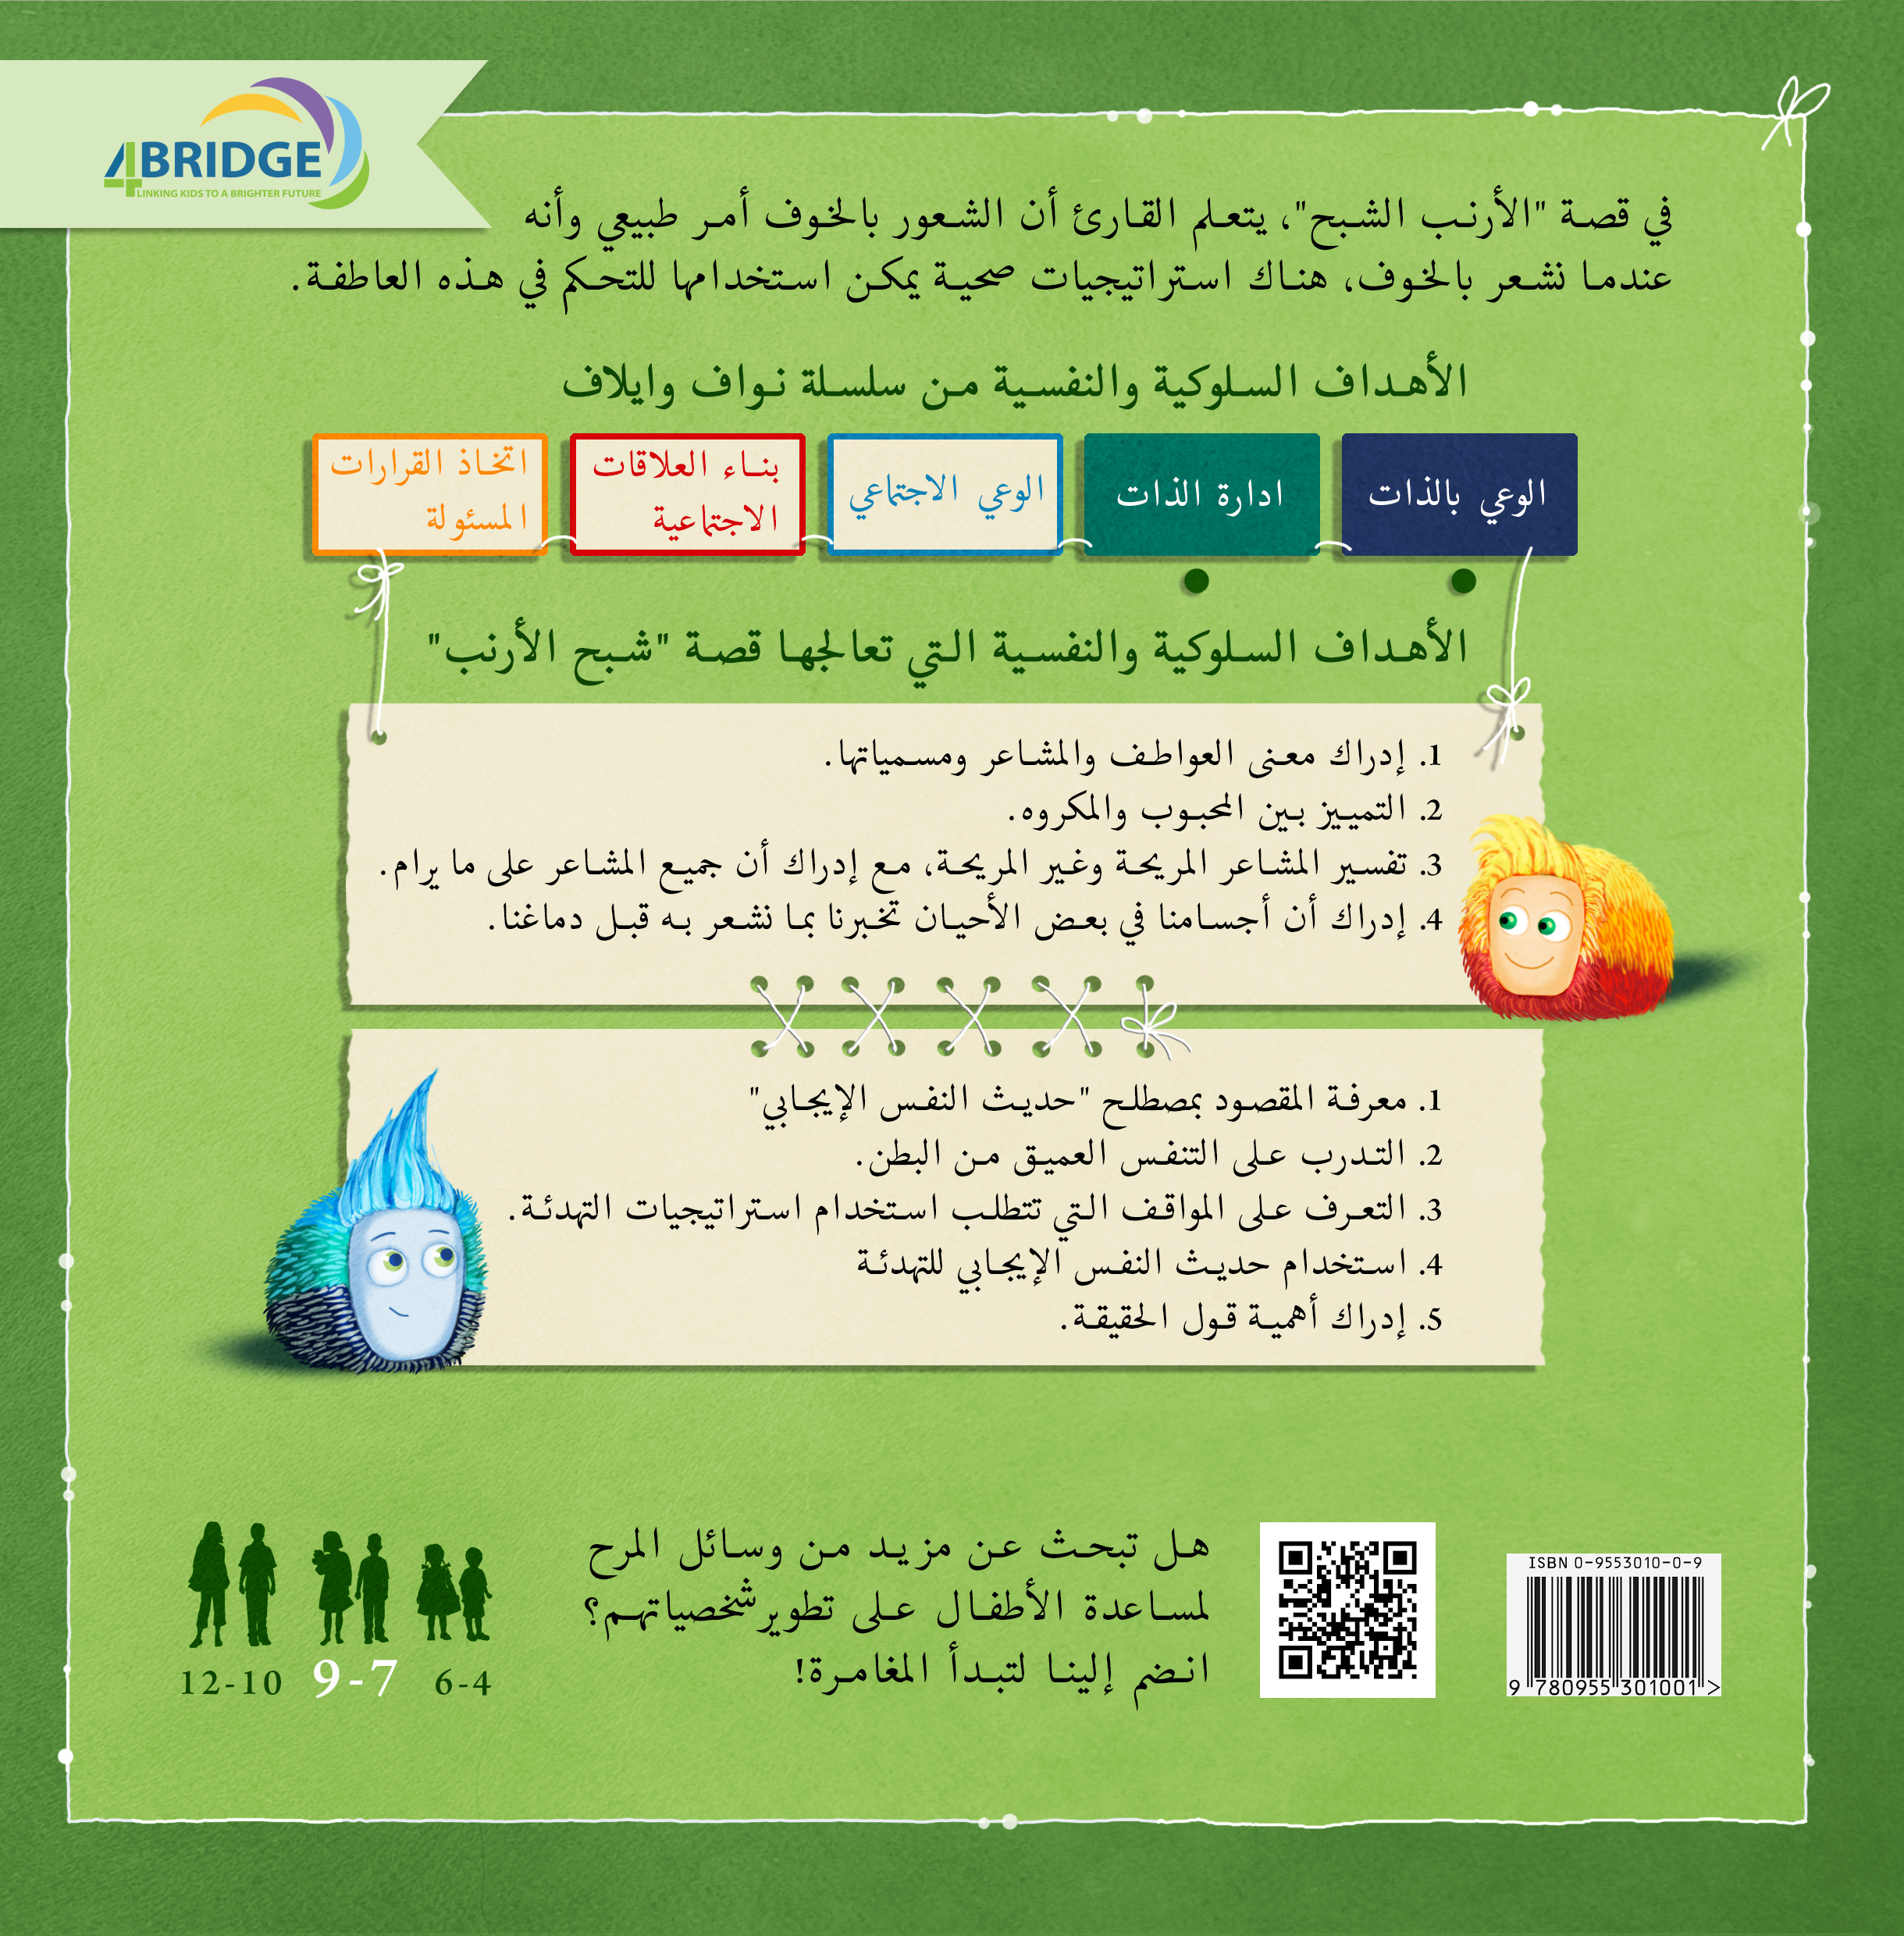 4BRIDGE
LINKING KIDS TO A BRIGHTER FUTURE
في قصة "الأرنب الشبح"، يتعلم القارئ أن الشعور بالخوف أمر طبيعي وأنه
عندما نشعر بالخوف، هناك استراتيجيات صحية يمكن استخدامها للتحكم في هذه العاطفة.
الأهداف السلوكية والنفسية من سلسلة نواف وايلاف
الوعي بالذات
ادارة الذات
الوعي الاجتماعي
بناء العلاقات
الاجتماعية
اتخاذ القرارات
المسئولة
الأهداف السلوكية والنفسية التي تعالجها قصة "شبح الأرنب"
1. إدراك معنى العواطف والمشاعر ومسمياتها.
2. التمييز بين المحبوب والمكروه.
3. تفسير المشاعر المريحة وغير المريحة، مع إدراك أن جميع المشاعر على ما يرام.
4. إدراك أن أجسامنا في بعض الأحيان تخبرنا بما نشعر به قبل دماغنا.
1. معرفة المقصود بمصطلح "حديث النفس الإيجابي"
2. التدرب على التنفس العميق من البطن.
3. التعرف على المواقف التي تتطلب استخدام استراتيجيات التهدئة.
4. استخدام حديث النفس الإيجابي للتهدئة
5. إدراك أهمية قول الحقيقة.
ISBN 0-9553010-0-9
9 780955 301001 >
هل تبحث عن مزيد من وسائل المرح
لمساعدة الأطفال على تطوير شخصياتهم؟
انضم إلينا لتبدأ المغامرة!
6-4
9-7
12-10